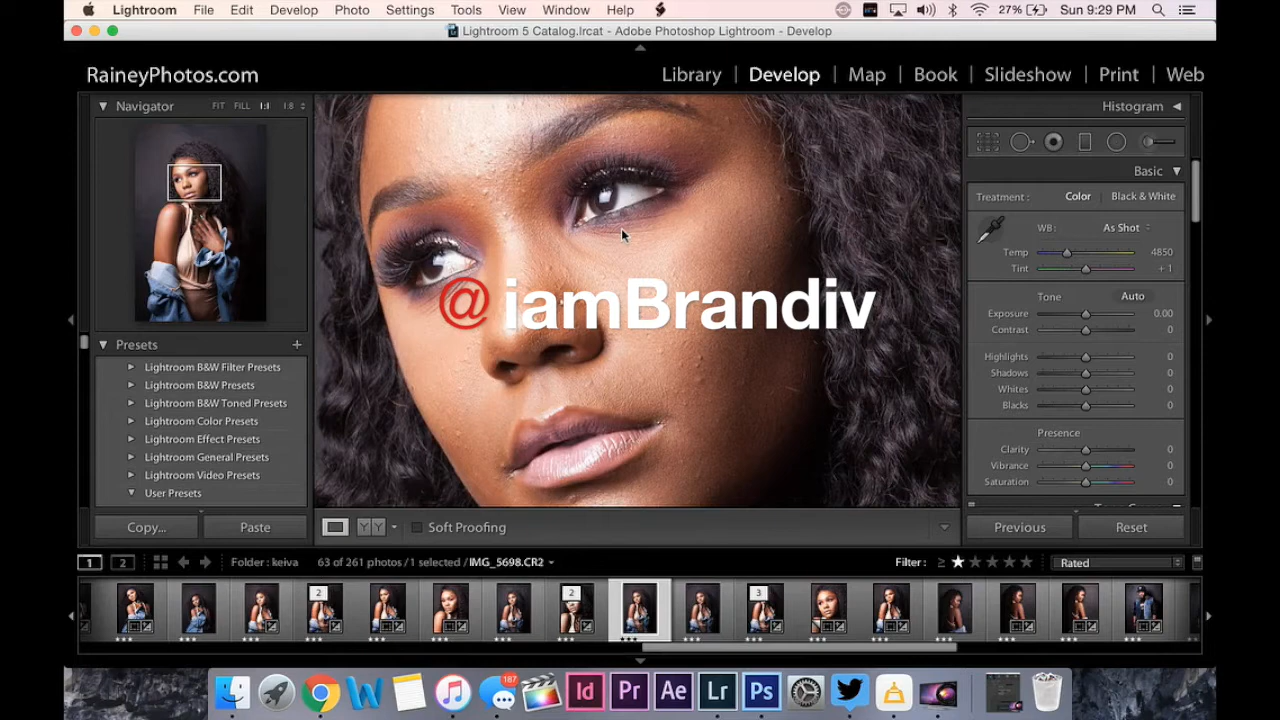 Lightroom File Edit Develop Photo Settings Tools View Window Help 27% Sun 9:29 PM
Lightroom 5 Catalog.lrcat - Adobe Photoshop Lightroom - Develop
RaineyPhotos.com Library | Develop | Map | Book | Slideshow | Print | Web
Navigator FIT FILL 1:1 1:8
Histogram
Basic
Treatment: Color Black & White
WB: As Shot
Temp 4850
Tint + 1
Tone Auto
Exposure 0.00
Contrast 0
Highlights 0
Shadows 0
Whites 0
Blacks 0
Presence
Clarity 0
Vibrance 0
Saturation 0
@iamBrandiv
Presets +
Lightroom B&W Filter Presets
Lightroom B&W Presets
Lightroom B&W Toned Presets
Lightroom Color Presets
Lightroom Effect Presets
Lightroom General Presets
Lightroom Video Presets
User Presets
Copy... Paste Soft Proofing Previous Reset
1 2 Folder : keiva 63 of 261 photos / 1 selected / IMG_5698.CR2 Filter : ≥ Rated
2 2 3
187
Id Pr Ae Lr Ps